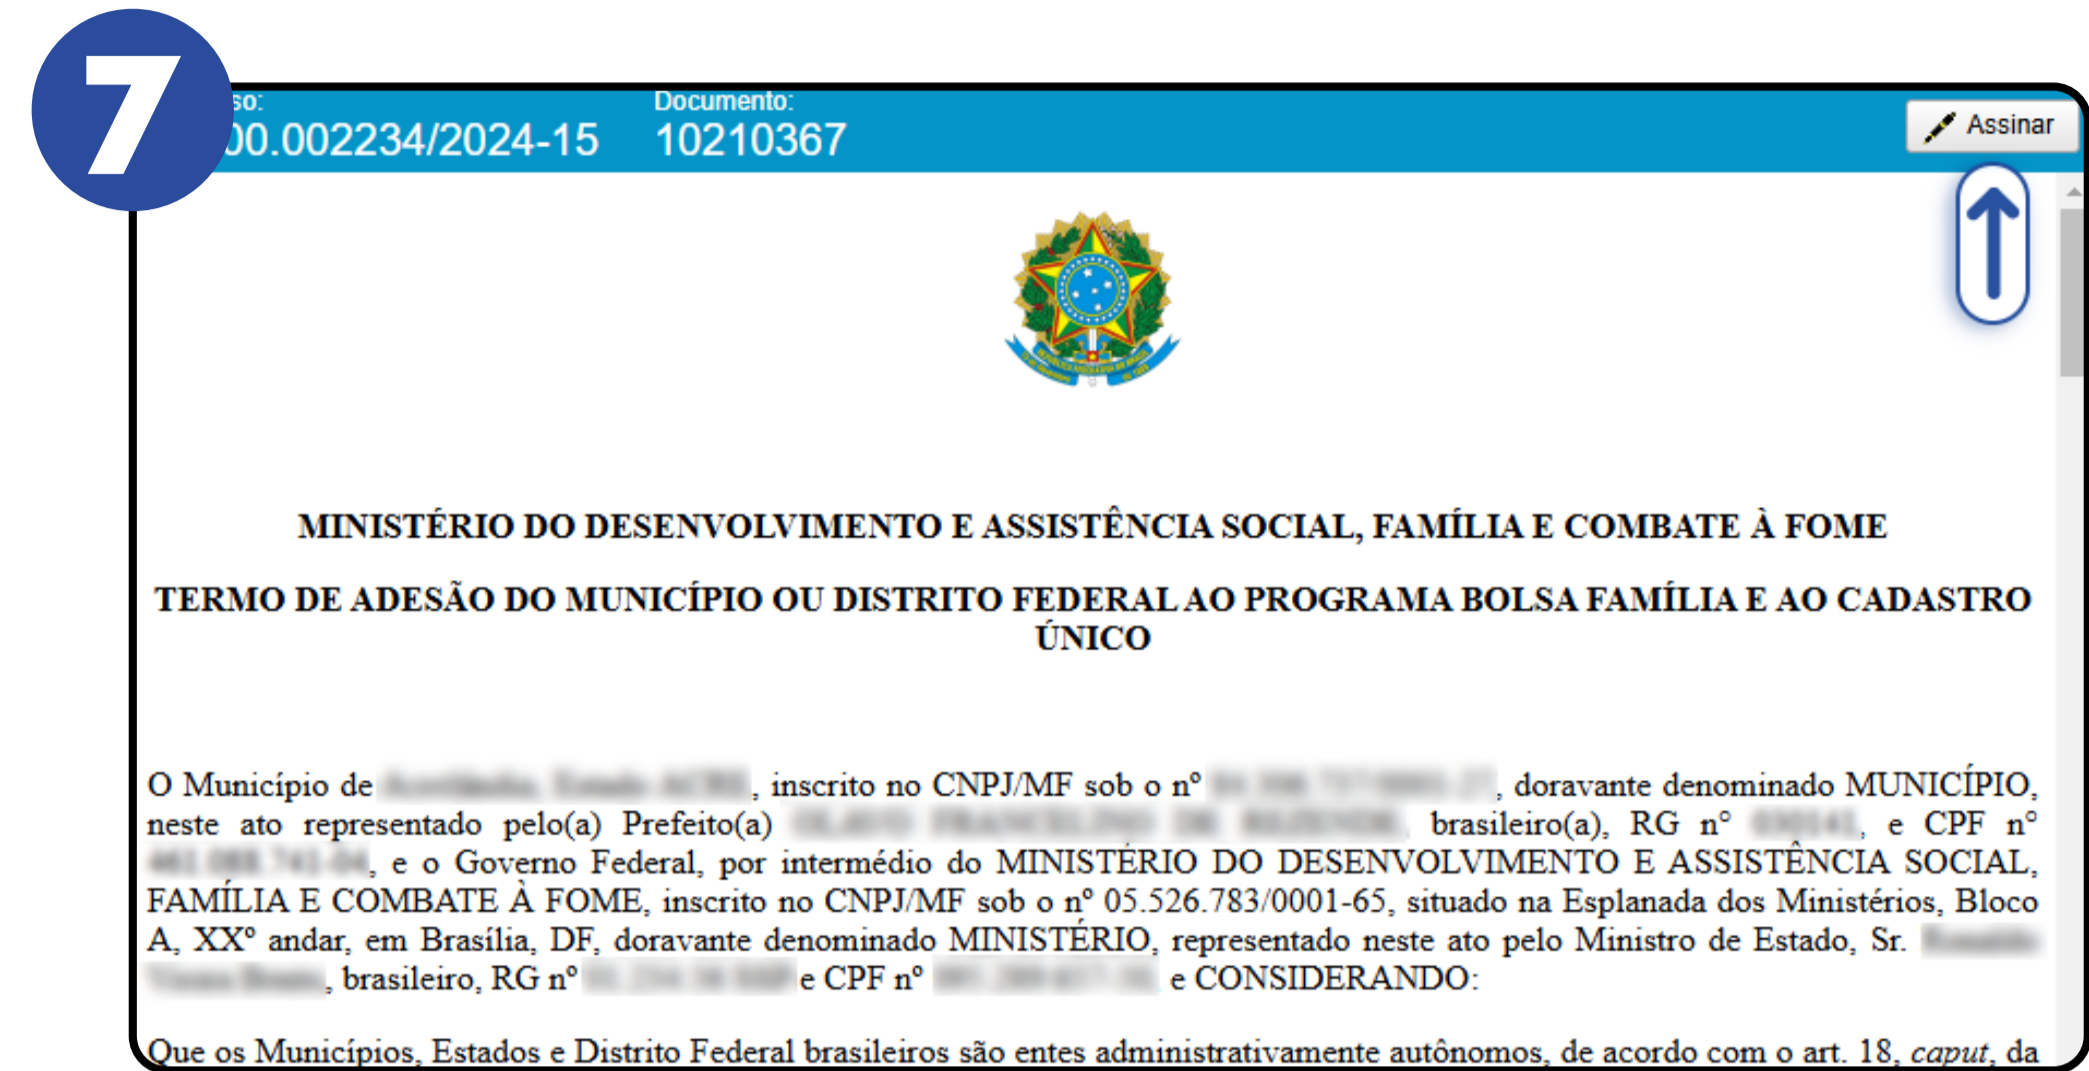 7
so: Documento:
00.002234/2024-15 10210367
Assinar
MINISTÉRIO DO DESENVOLVIMENTO E ASSISTÊNCIA SOCIAL, FAMÍLIA E COMBATE À FOME
TERMO DE ADESÃO DO MUNICÍPIO OU DISTRITO FEDERAL AO PROGRAMA BOLSA FAMÍLIA E AO CADASTRO
ÚNICO
O Município de , inscrito no CNPJ/MF sob o nº , doravante denominado MUNICÍPIO,
neste ato representado pelo(a) Prefeito(a) , brasileiro(a), RG n° , e CPF n°
, e o Governo Federal, por intermédio do MINISTÉRIO DO DESENVOLVIMENTO E ASSISTÊNCIA SOCIAL,
FAMÍLIA E COMBATE À FOME, inscrito no CNPJ/MF sob o nº 05.526.783/0001-65, situado na Esplanada dos Ministérios, Bloco
A, XXº andar, em Brasília, DF, doravante denominado MINISTÉRIO, representado neste ato pelo Ministro de Estado, Sr.
, brasileiro, RG nº e CPF nº e CONSIDERANDO:
Que os Municípios, Estados e Distrito Federal brasileiros são entes administrativamente autônomos, de acordo com o art. 18, caput, da